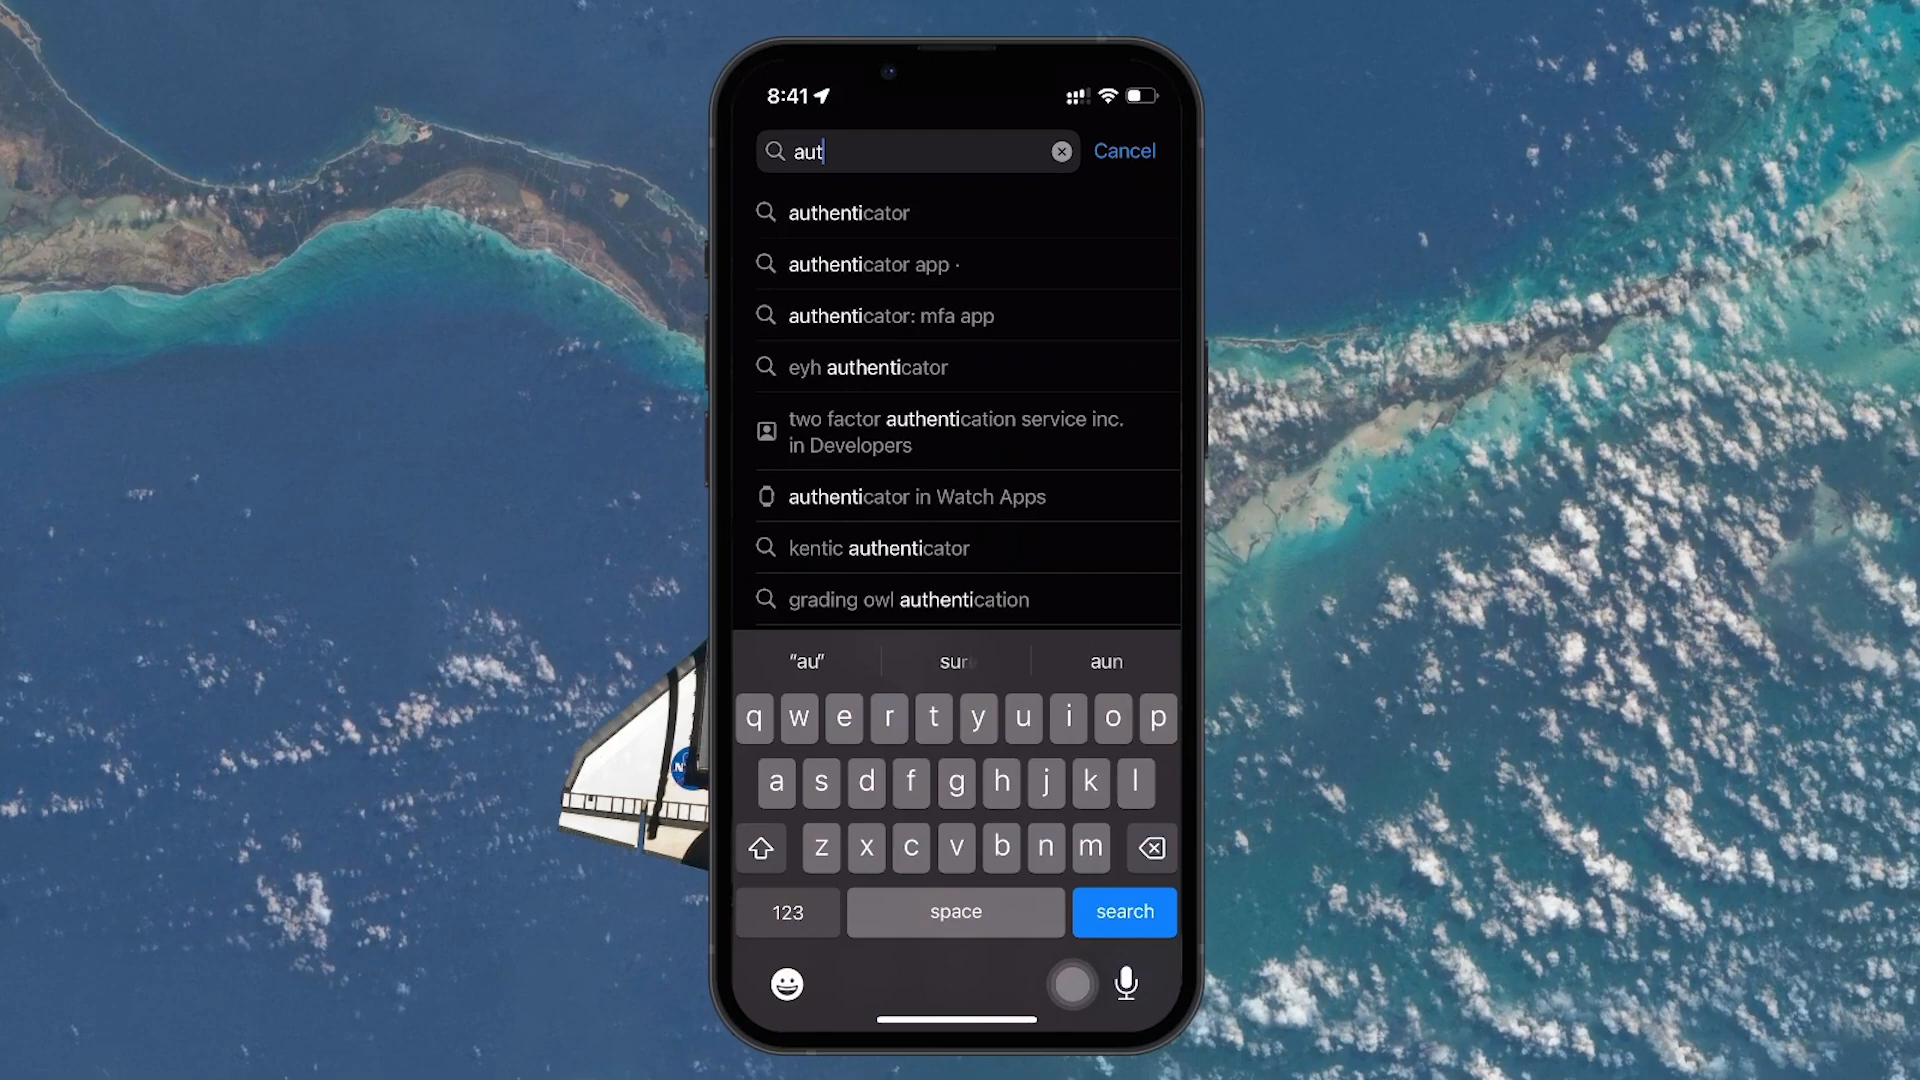 8:41
aut
Cancel
authenticator
authenticator app ·
authenticator: mfa app
eyh authenticator
two factor authentication service inc.
in Developers
authenticator in Watch Apps
kentic authenticator
grading owl authentication
“au” sur aun
q w e r t y u i o p
a s d f g h j k l
z x c v b n m
123 space search